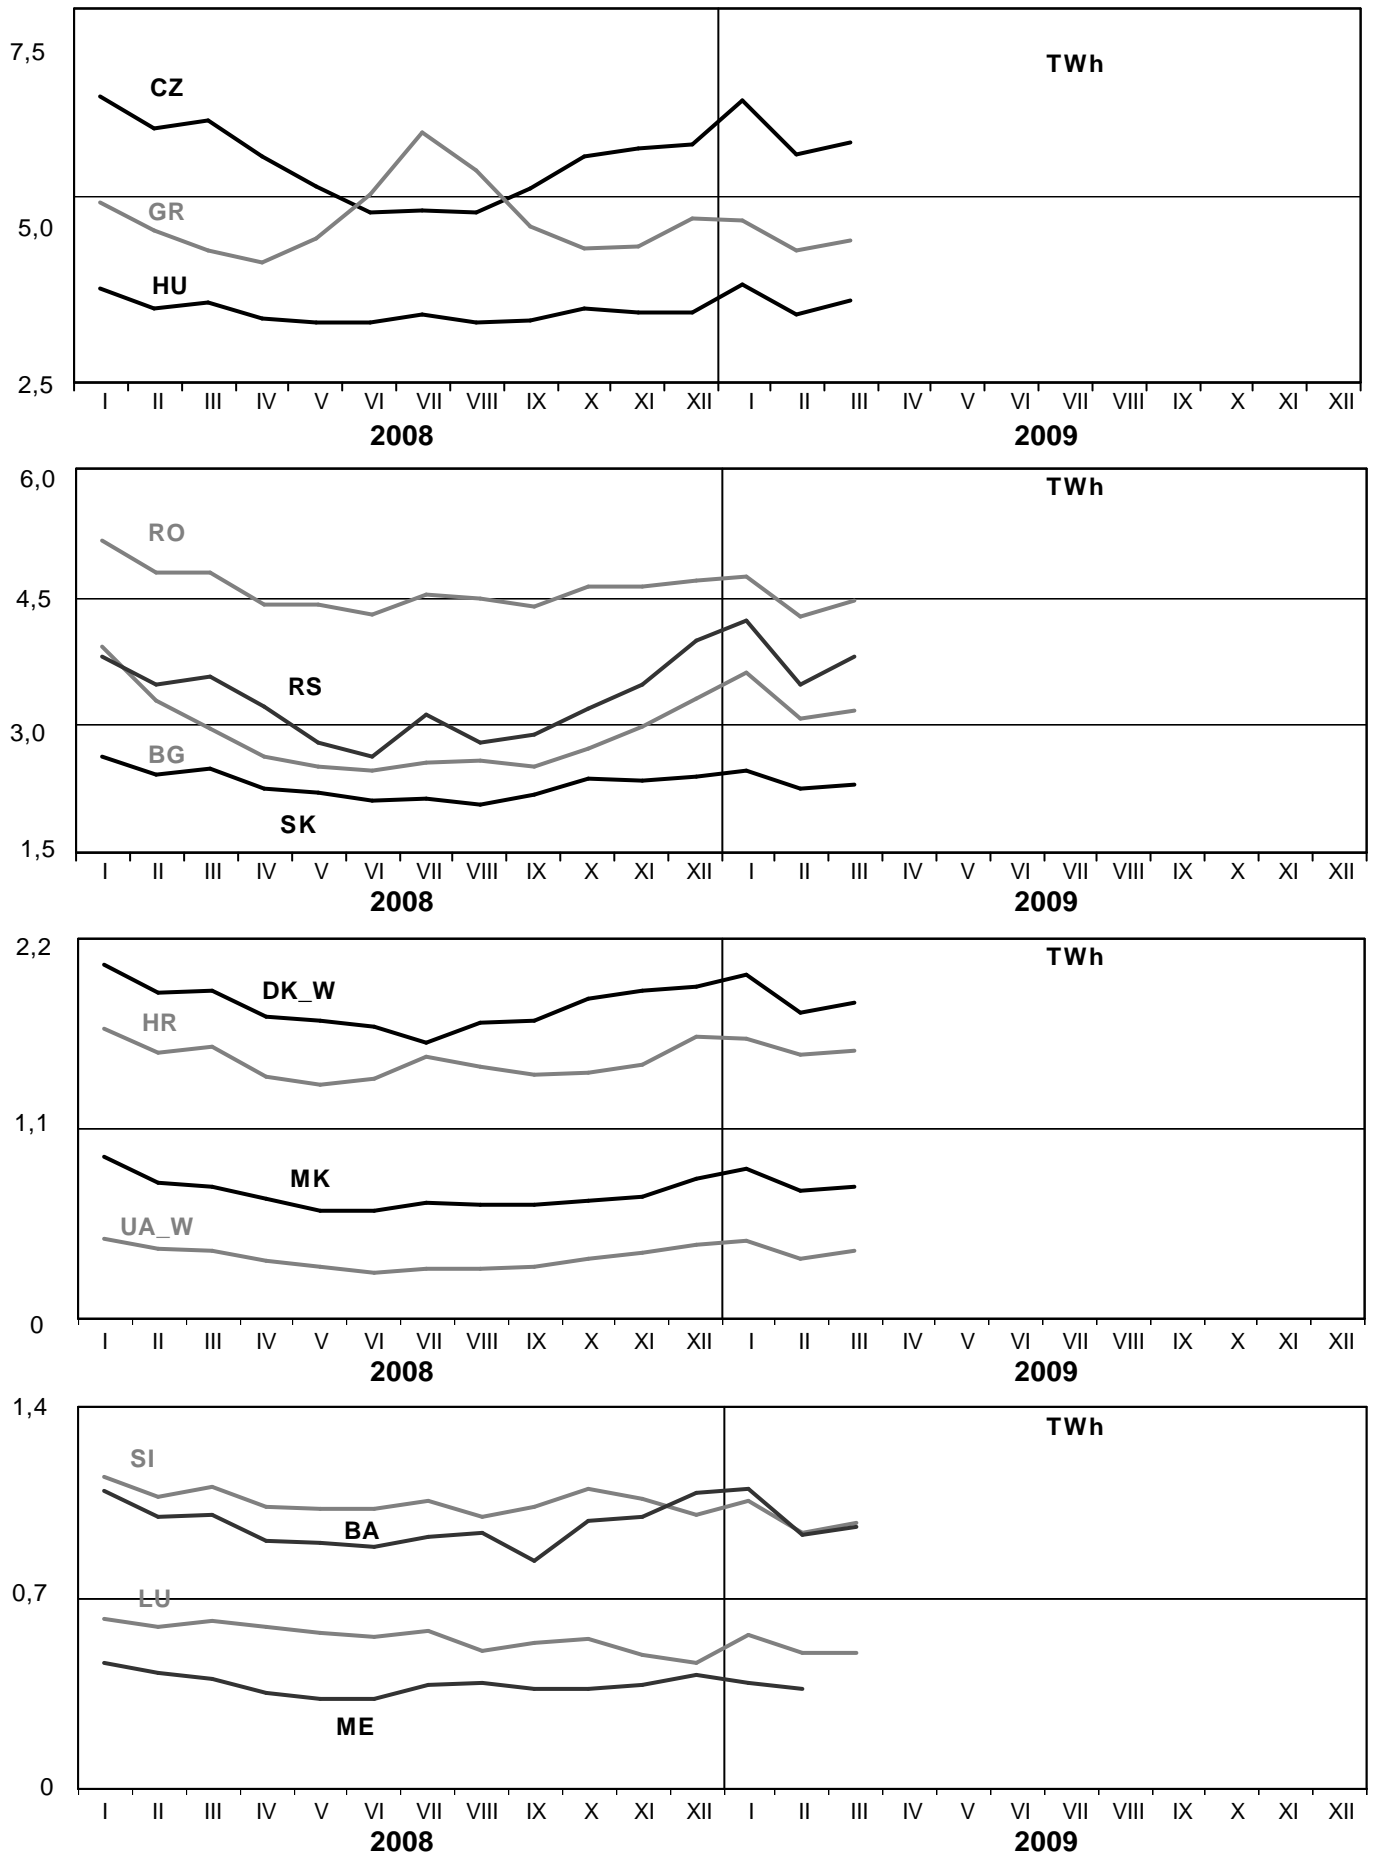 7,5
TWh
CZ
GR
5,0
HU
2,5
I II III IV V VI VII VIII IX X XI XII I II III IV V VI VII VIII IX X XI XII
2008 2009
6,0
TWh
RO
4,5
RS
3,0
BG
SK
1,5
I II III IV V VI VII VIII IX X XI XII I II III IV V VI VII VIII IX X XI XII
2008 2009
2,2
TWh
DK_W
HR
1,1
MK
UA_W
0
I II III IV V VI VII VIII IX X XI XII I II III IV V VI VII VIII IX X XI XII
2008 2009
1,4
TWh
SI
BA
0,7
LU
ME
0
I II III IV V VI VII VIII IX X XI XII I II III IV V VI VII VIII IX X XI XII
2008 2009